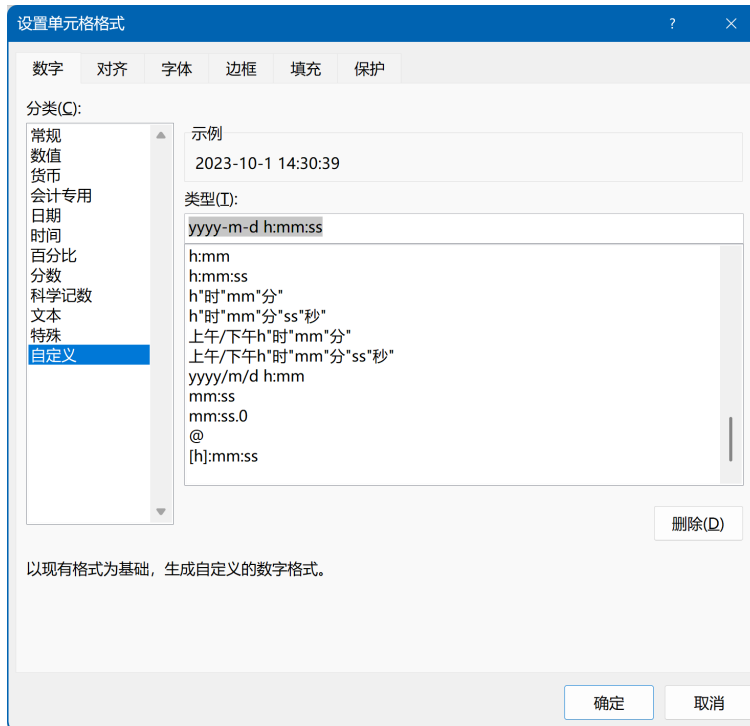 设置单元格格式
?
数字 对齐 字体 边框 填充 保护
分类(C):
常规
数值
货币
会计专用
日期
时间
百分比
分数
科学记数
文本
特殊
自定义
示例
2023-10-1 14:30:39
类型(T):
yyyy-m-d h:mm:ss
h:mm
h:mm:ss
h"时"mm"分"
h"时"mm"分"ss"秒"
上午/下午h"时"mm"分"
上午/下午h"时"mm"分"ss"秒"
yyyy/m/d h:mm
mm:ss
mm:ss.0
@
[h]:mm:ss
删除(D)
以现有格式为基础，生成自定义的数字格式。
确定 取消